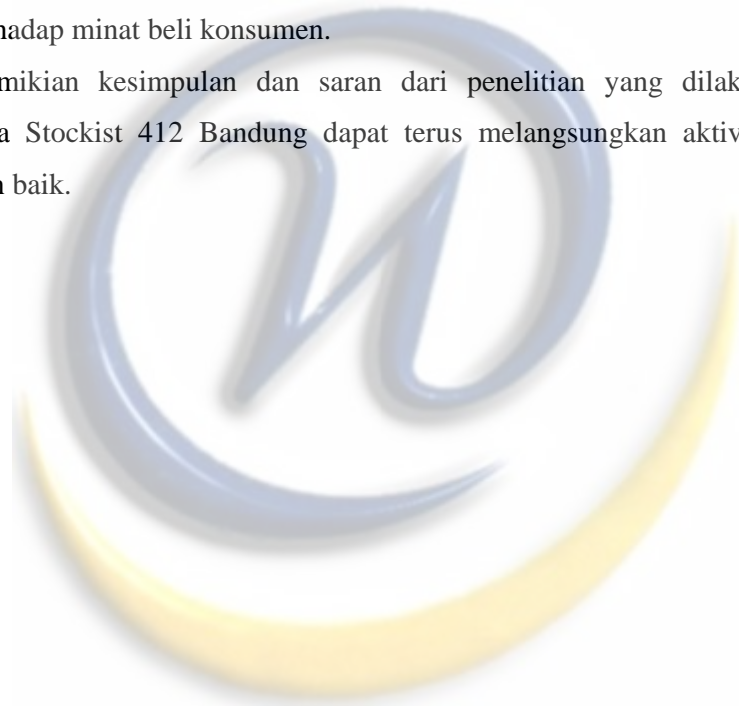 hadap minat beli konsumen.
mikian kesimpulan dan saran dari penelitian yang dilak
a Stockist 412 Bandung dapat terus melangsungkan aktiv
n baik.